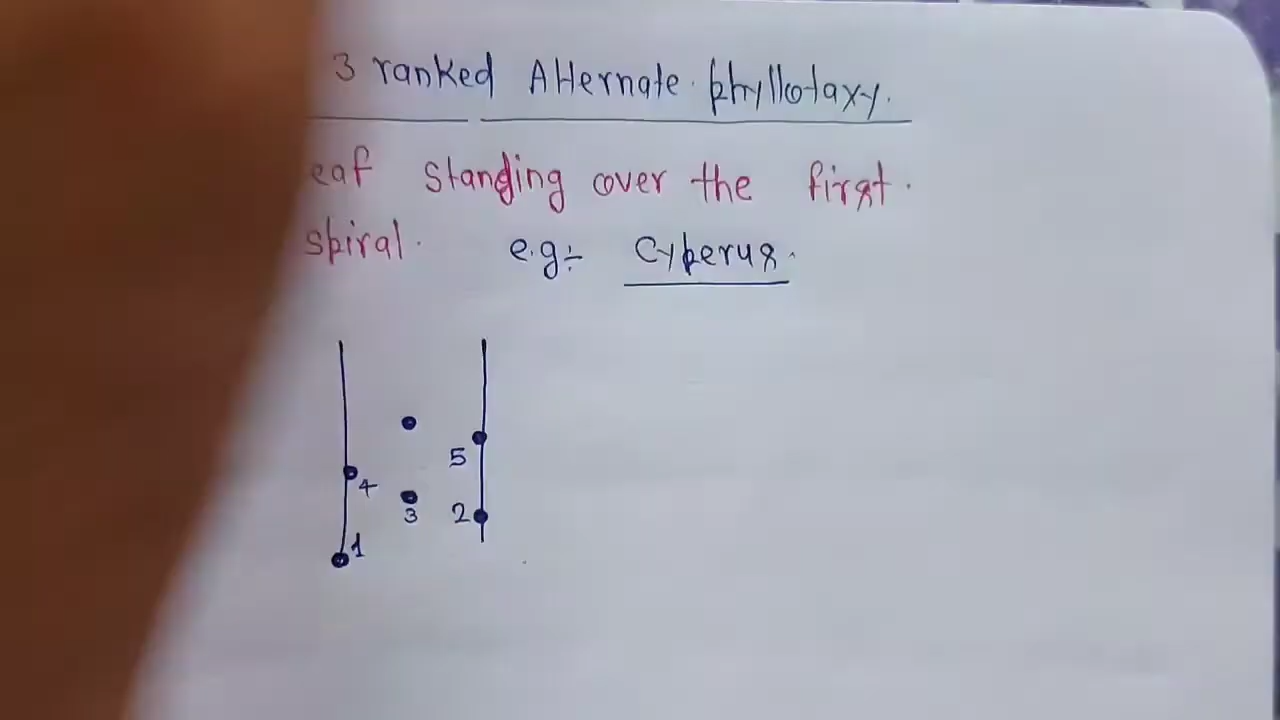 3 ranked Alternate phyllotaxy.
eaf standing over the first.
spiral. e.g:- Cyperus.
5
4
3 2
1